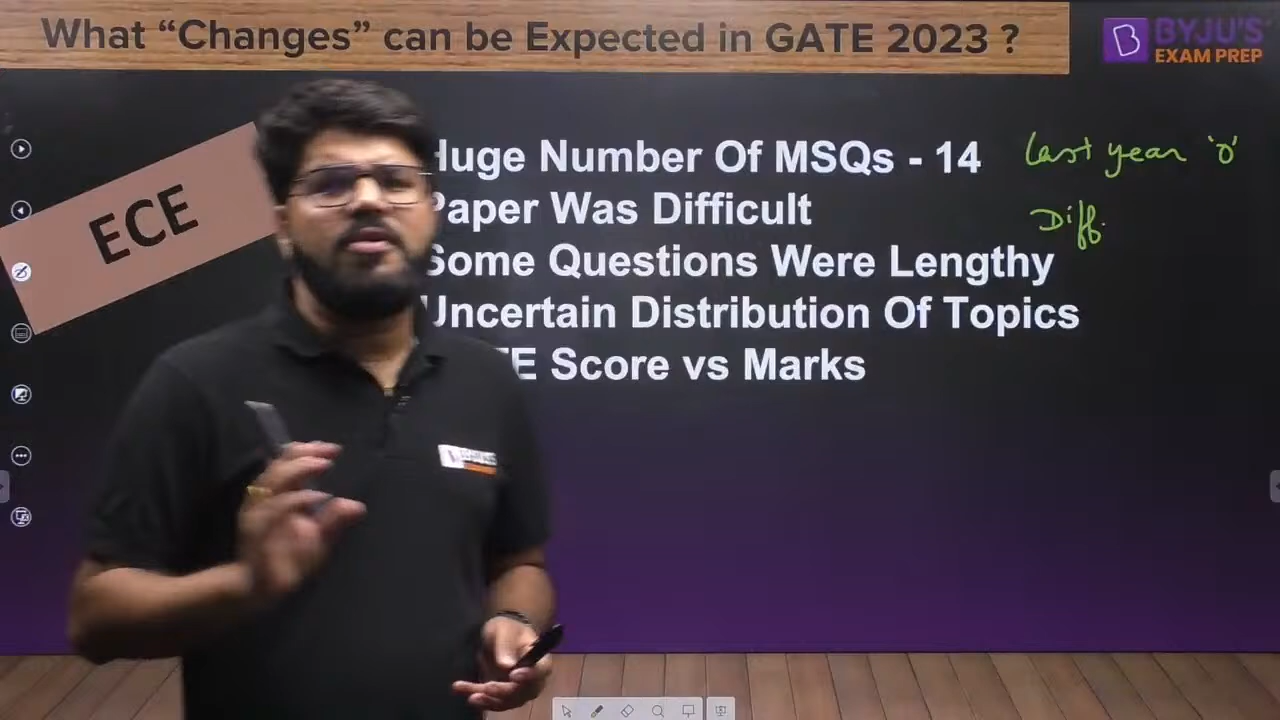 What “Changes” can be Expected in GATE 2023 ?
BYJU'S
EXAM PREP
ECE
Huge Number Of MSQs - 14
Last year '0'
Paper Was Difficult
Diff.
Some Questions Were Lengthy
Uncertain Distribution Of Topics
Score vs Marks